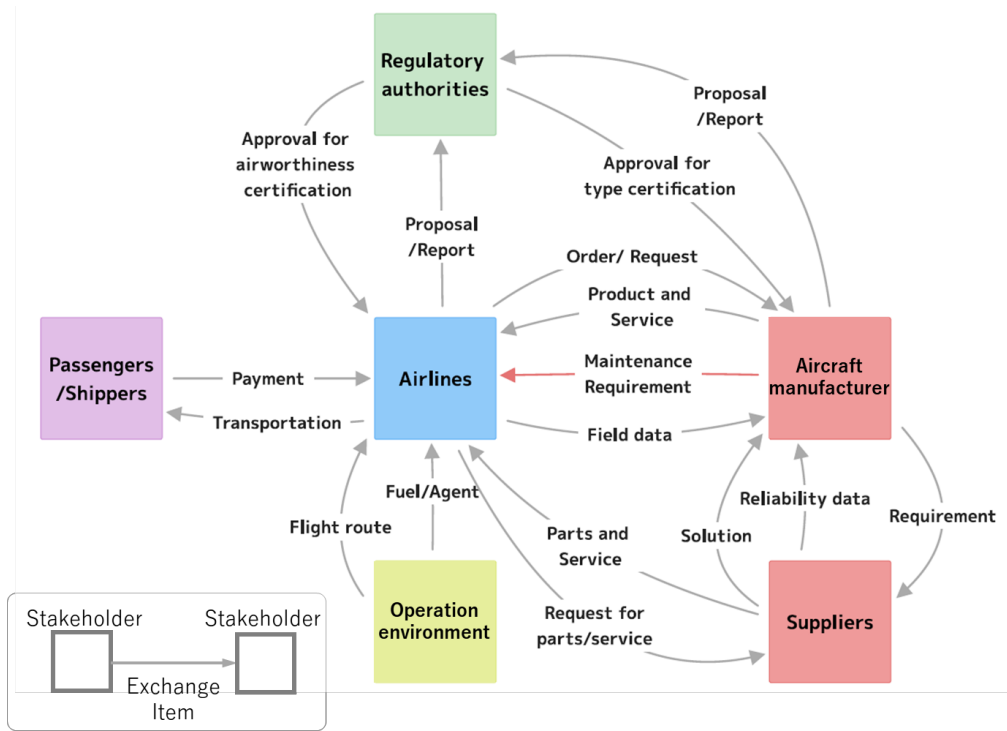 Regulatory
authorities
Proposal
/Report
Approval for
airworthiness
certification
Approval for
type certification
Proposal
/Report
Order/ Request
Product and
Service
Passengers
/Shippers
Payment
Transportation
Airlines
Maintenance
Requirement
Aircraft
manufacturer
Field data
Fuel/Agent
Flight route
Parts and
Service
Solution
Reliability data
Requirement
Operation
environment
Request for
parts/service
Suppliers
Stakeholder
Stakeholder
Exchange
Item